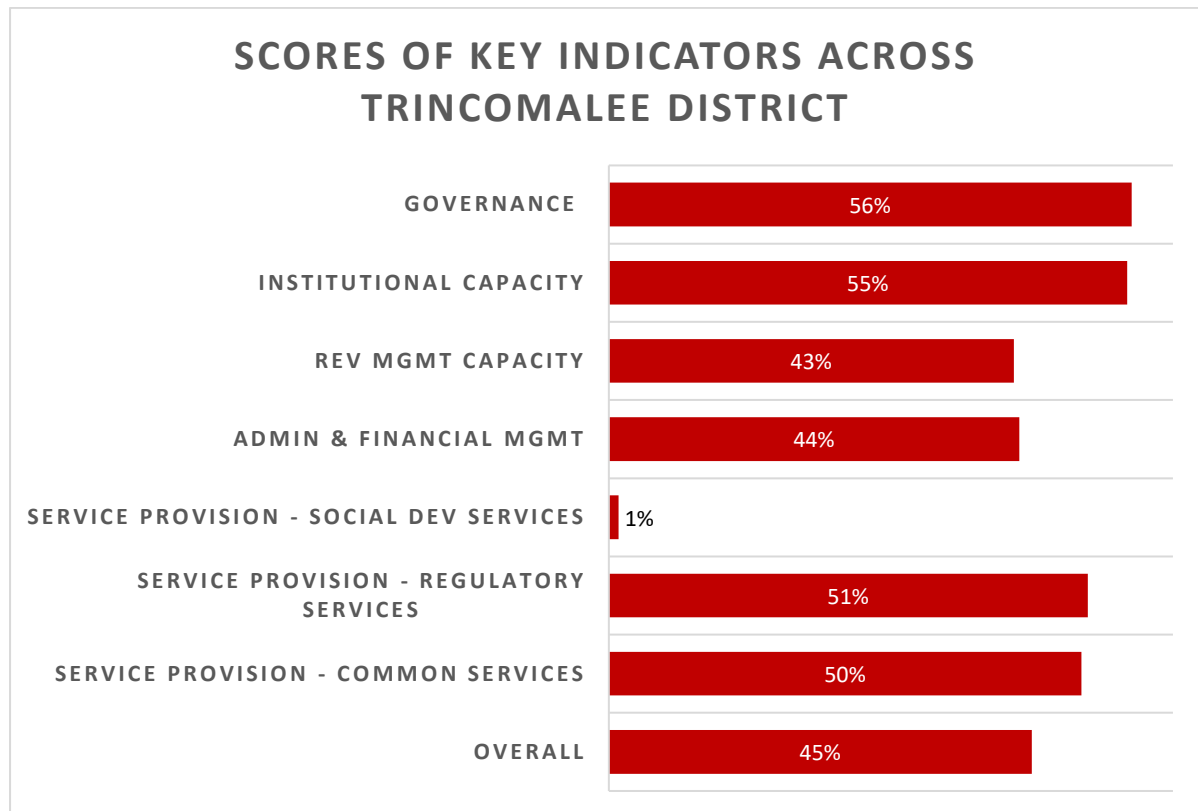 SCORES OF KEY INDICATORS ACROSS
TRINCOMALEE DISTRICT
GOVERNANCE
56%
INSTITUTIONAL CAPACITY
55%
REV MGMT CAPACITY
43%
ADMIN & FINANCIAL MGMT
44%
SERVICE PROVISION - SOCIAL DEV SERVICES
1%
SERVICE PROVISION - REGULATORY
SERVICES
51%
SERVICE PROVISION - COMMON SERVICES
50%
OVERALL
45%